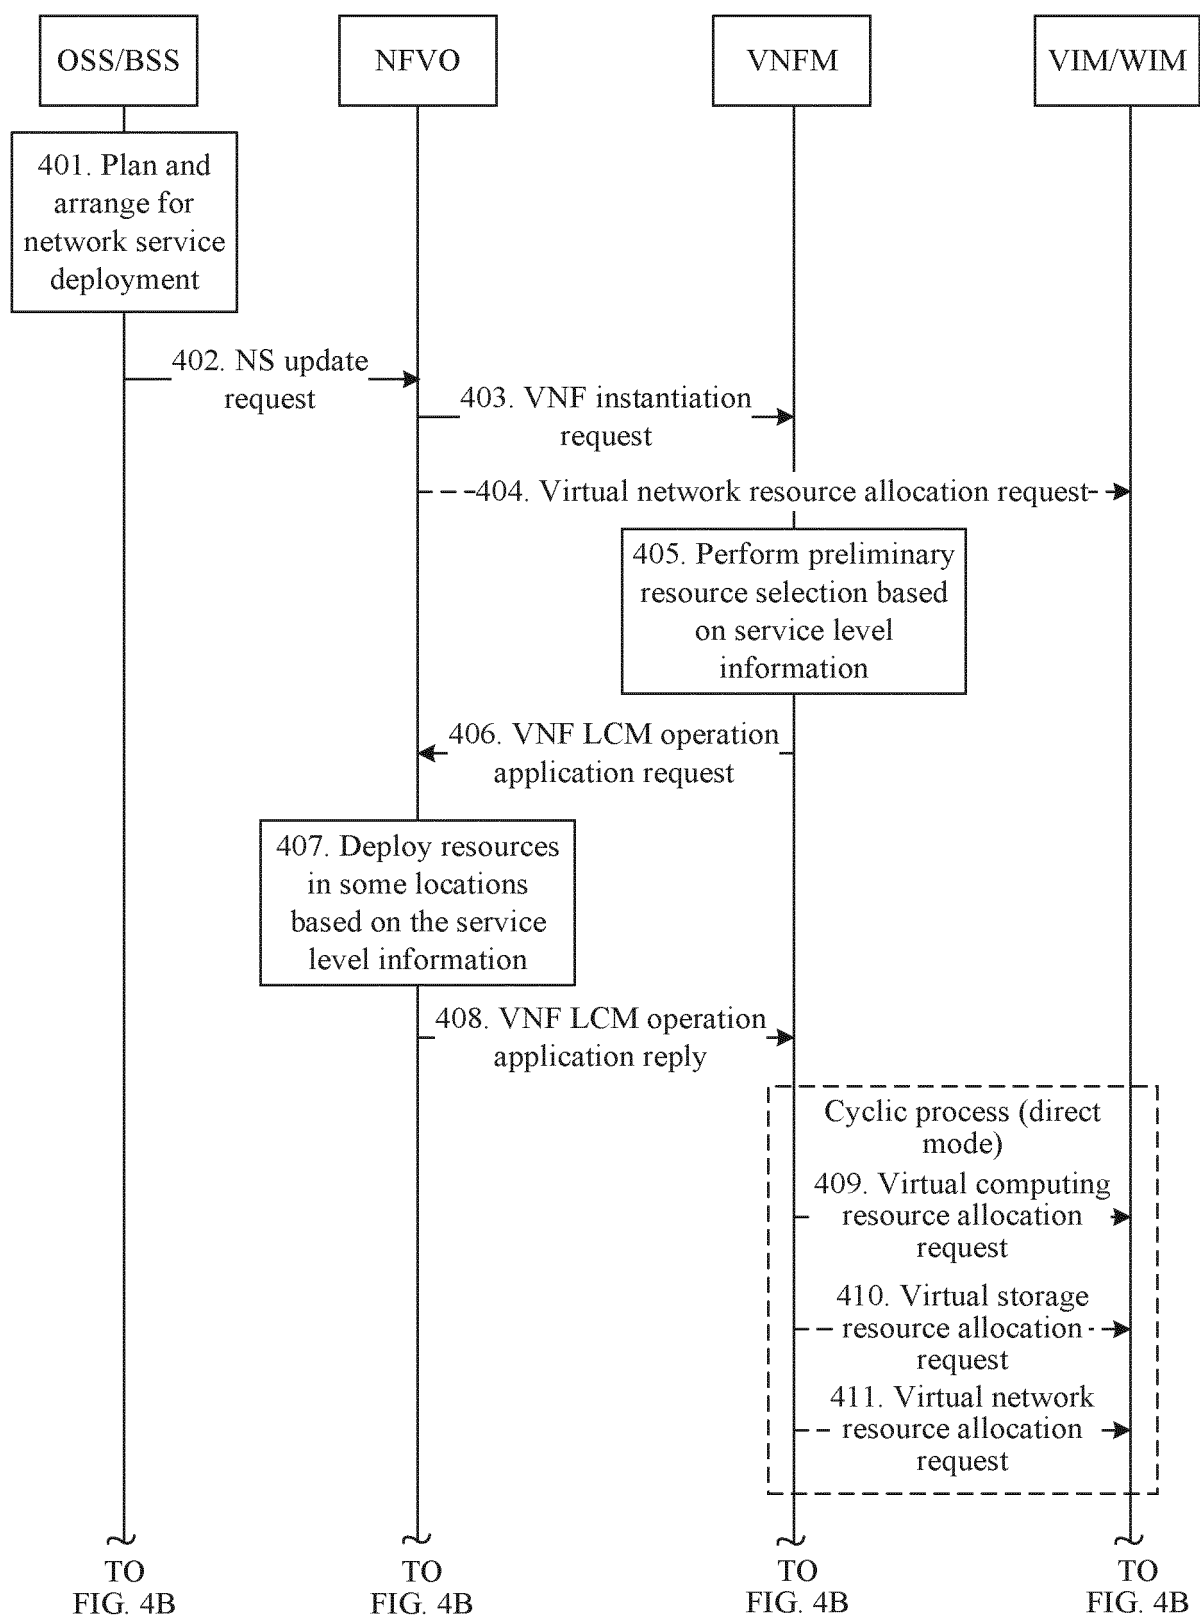 OSS/BSS
NFVO
VNFM
VIM/WIM
401. Plan and
arrange for
network service
deployment
402. NS update
request
403. VNF instantiation
request
404. Virtual network resource allocation request
405. Perform preliminary
resource selection based
on service level
information
406. VNF LCM operation
application request
407. Deploy resources
in some locations
based on the service
level information
408. VNF LCM operation
application reply
Cyclic process (direct
mode)
409. Virtual computing
resource allocation
request
410. Virtual storage
resource allocation
request
411. Virtual network
resource allocation
request
TO
FIG. 4B
TO
FIG. 4B
TO
FIG. 4B
TO
FIG. 4B